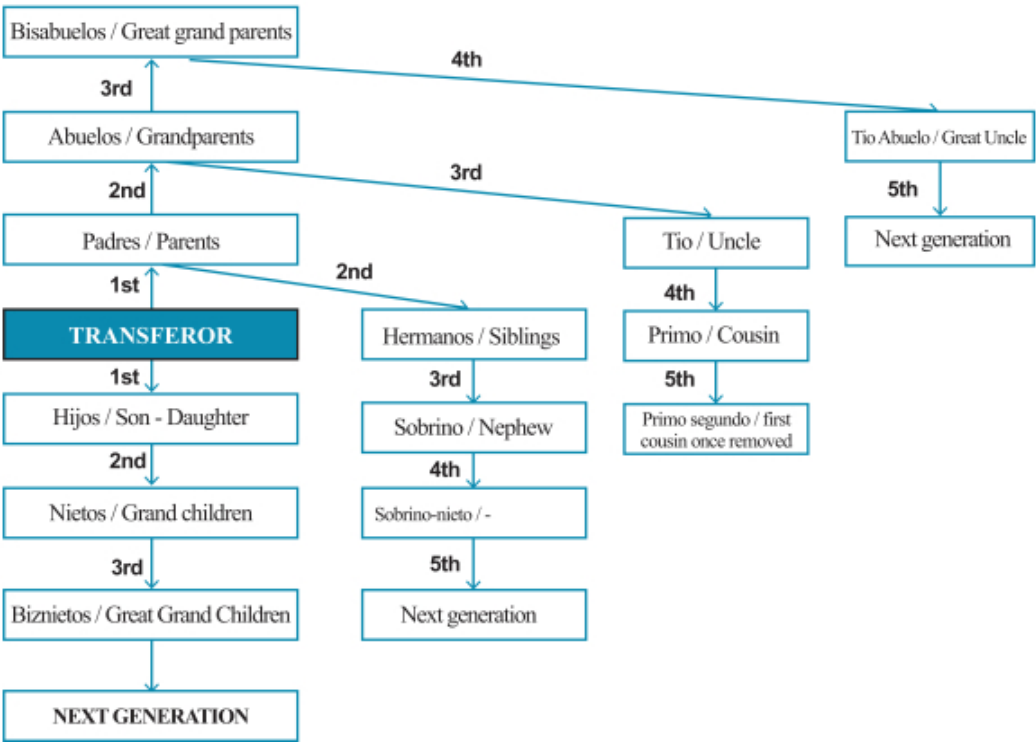 Bisabuelos / Great grand parents
4th
3rd
Abuelos / Grandparents
Tio Abuelo / Great Uncle
3rd
2nd
5th
Padres / Parents
Tio / Uncle
Next generation
2nd
1st
4th
TRANSFEROR
Hermanos / Siblings
Primo / Cousin
1st
3rd
5th
Hijos / Son - Daughter
Sobrino / Nephew
Primo segundo / first
cousin once removed
2nd
4th
Nietos / Grand children
Sobrino-nieto / -
3rd
5th
Biznietos / Great Grand Children
Next generation
NEXT GENERATION